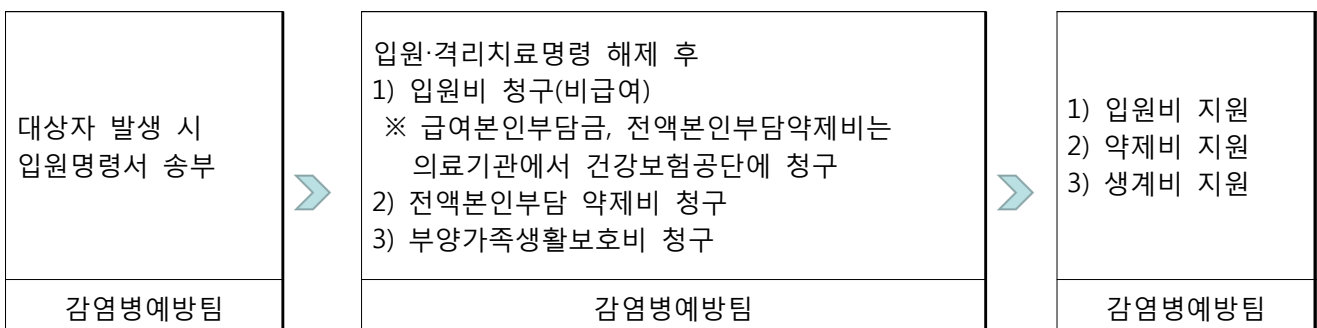 대상자 발생 시
입원명령서 송부
감염병예방팀
입원·격리치료명령 해제 후
1) 입원비 청구(비급여)
※ 급여본인부담금, 전액본인부담약제비는
의료기관에서 건강보험공단에 청구
2) 전액본인부담 약제비 청구
3) 부양가족생활보호비 청구
감염병예방팀
1) 입원비 지원
2) 약제비 지원
3) 생계비 지원
감염병예방팀